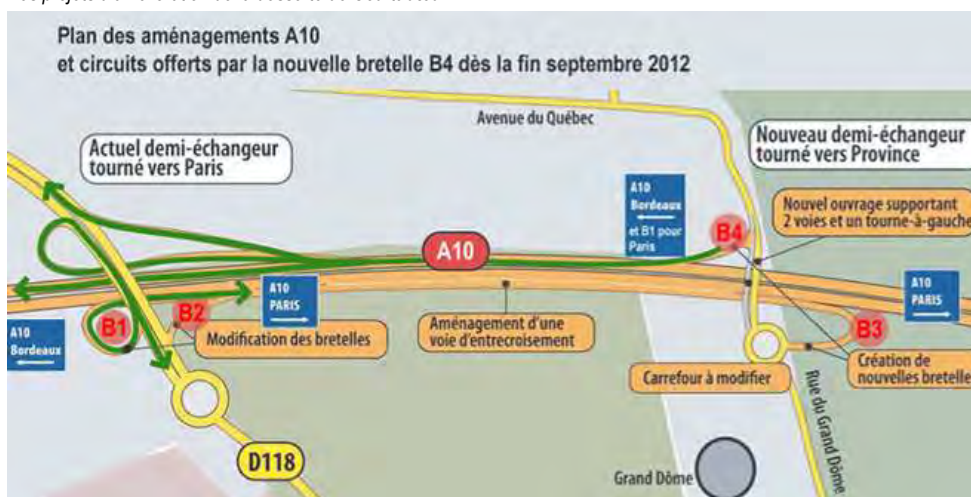 Plan des aménagements A10
et circuits offerts par la nouvelle bretelle B4 dès la fin septembre 2012
Avenue du Québec
Actuel demi-échangeur
tourné vers Paris
Nouveau demi-échangeur
tourné vers Province
A10
Bordeaux
et B1 pour
Paris
Nouvel ouvrage supportant
2 voies et un tourne-à-gauche
B4
A10
A10
PARIS
A10
PARIS
B1
B2
B3
A10
Bordeaux
Modification des bretelles
Aménagement d'une
voie d'entrecroisement
Carrefour à modifier
Création de
nouvelles bretelle
Rue du Grand Dôme
D118
Grand Dôme